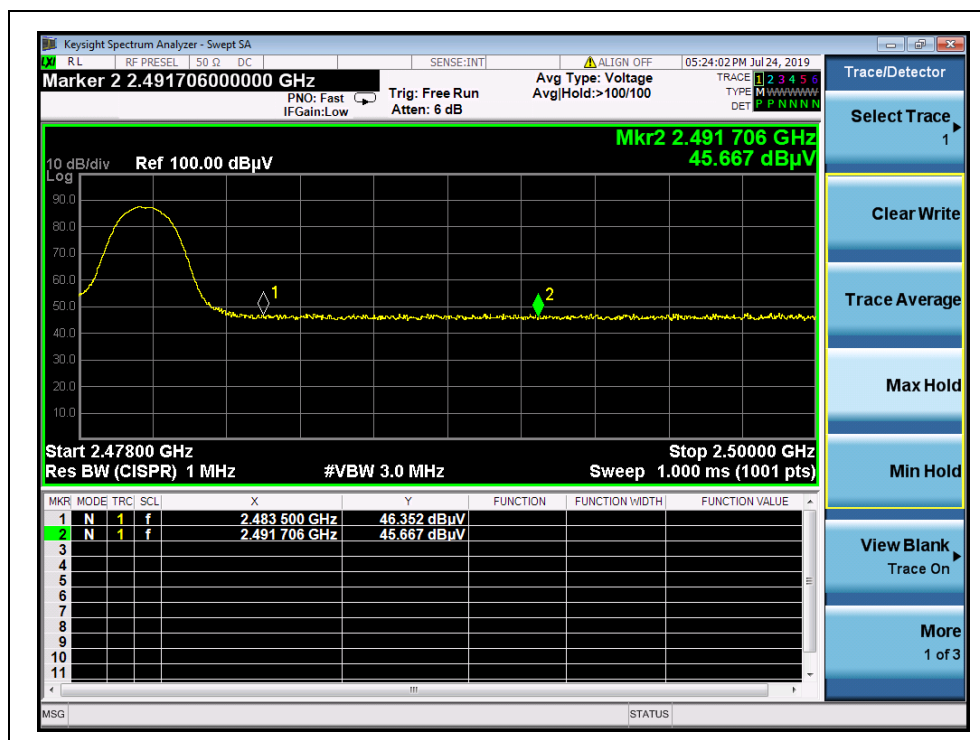 Keysight Spectrum Analyzer - Swept SA
LXI RL RF PRESEL 50 Ω DC SENSE:INT ALIGN OFF 05:24:02 PM Jul 24, 2019
Marker 2 2.491706000000 GHz
PNO: Fast
IFGain:Low
Trig: Free Run
Atten: 6 dB
Avg Type: Voltage
Avg|Hold:>100/100
TRACE 1 2 3 4 5 6
TYPE M W W W W W
DET P P N N N N
Mkr2 2.491 706 GHz
45.667 dBµV
10 dB/div Ref 100.00 dBµV
Log
90.0
80.0
70.0
60.0
50.0
40.0
30.0
20.0
10.0
1
2
Start 2.47800 GHz Stop 2.50000 GHz
Res BW (CISPR) 1 MHz #VBW 3.0 MHz Sweep 1.000 ms (1001 pts)
MKR MODE TRC SCL X Y FUNCTION FUNCTION WIDTH FUNCTION VALUE
1 N 1 f 2.483 500 GHz 46.352 dBµV
2 N 1 f 2.491 706 GHz 45.667 dBµV
3
4
5
6
7
8
9
10
11
MSG STATUS
Trace/Detector
Select Trace
1
Clear Write
Trace Average
Max Hold
Min Hold
View Blank
Trace On
More
1 of 3